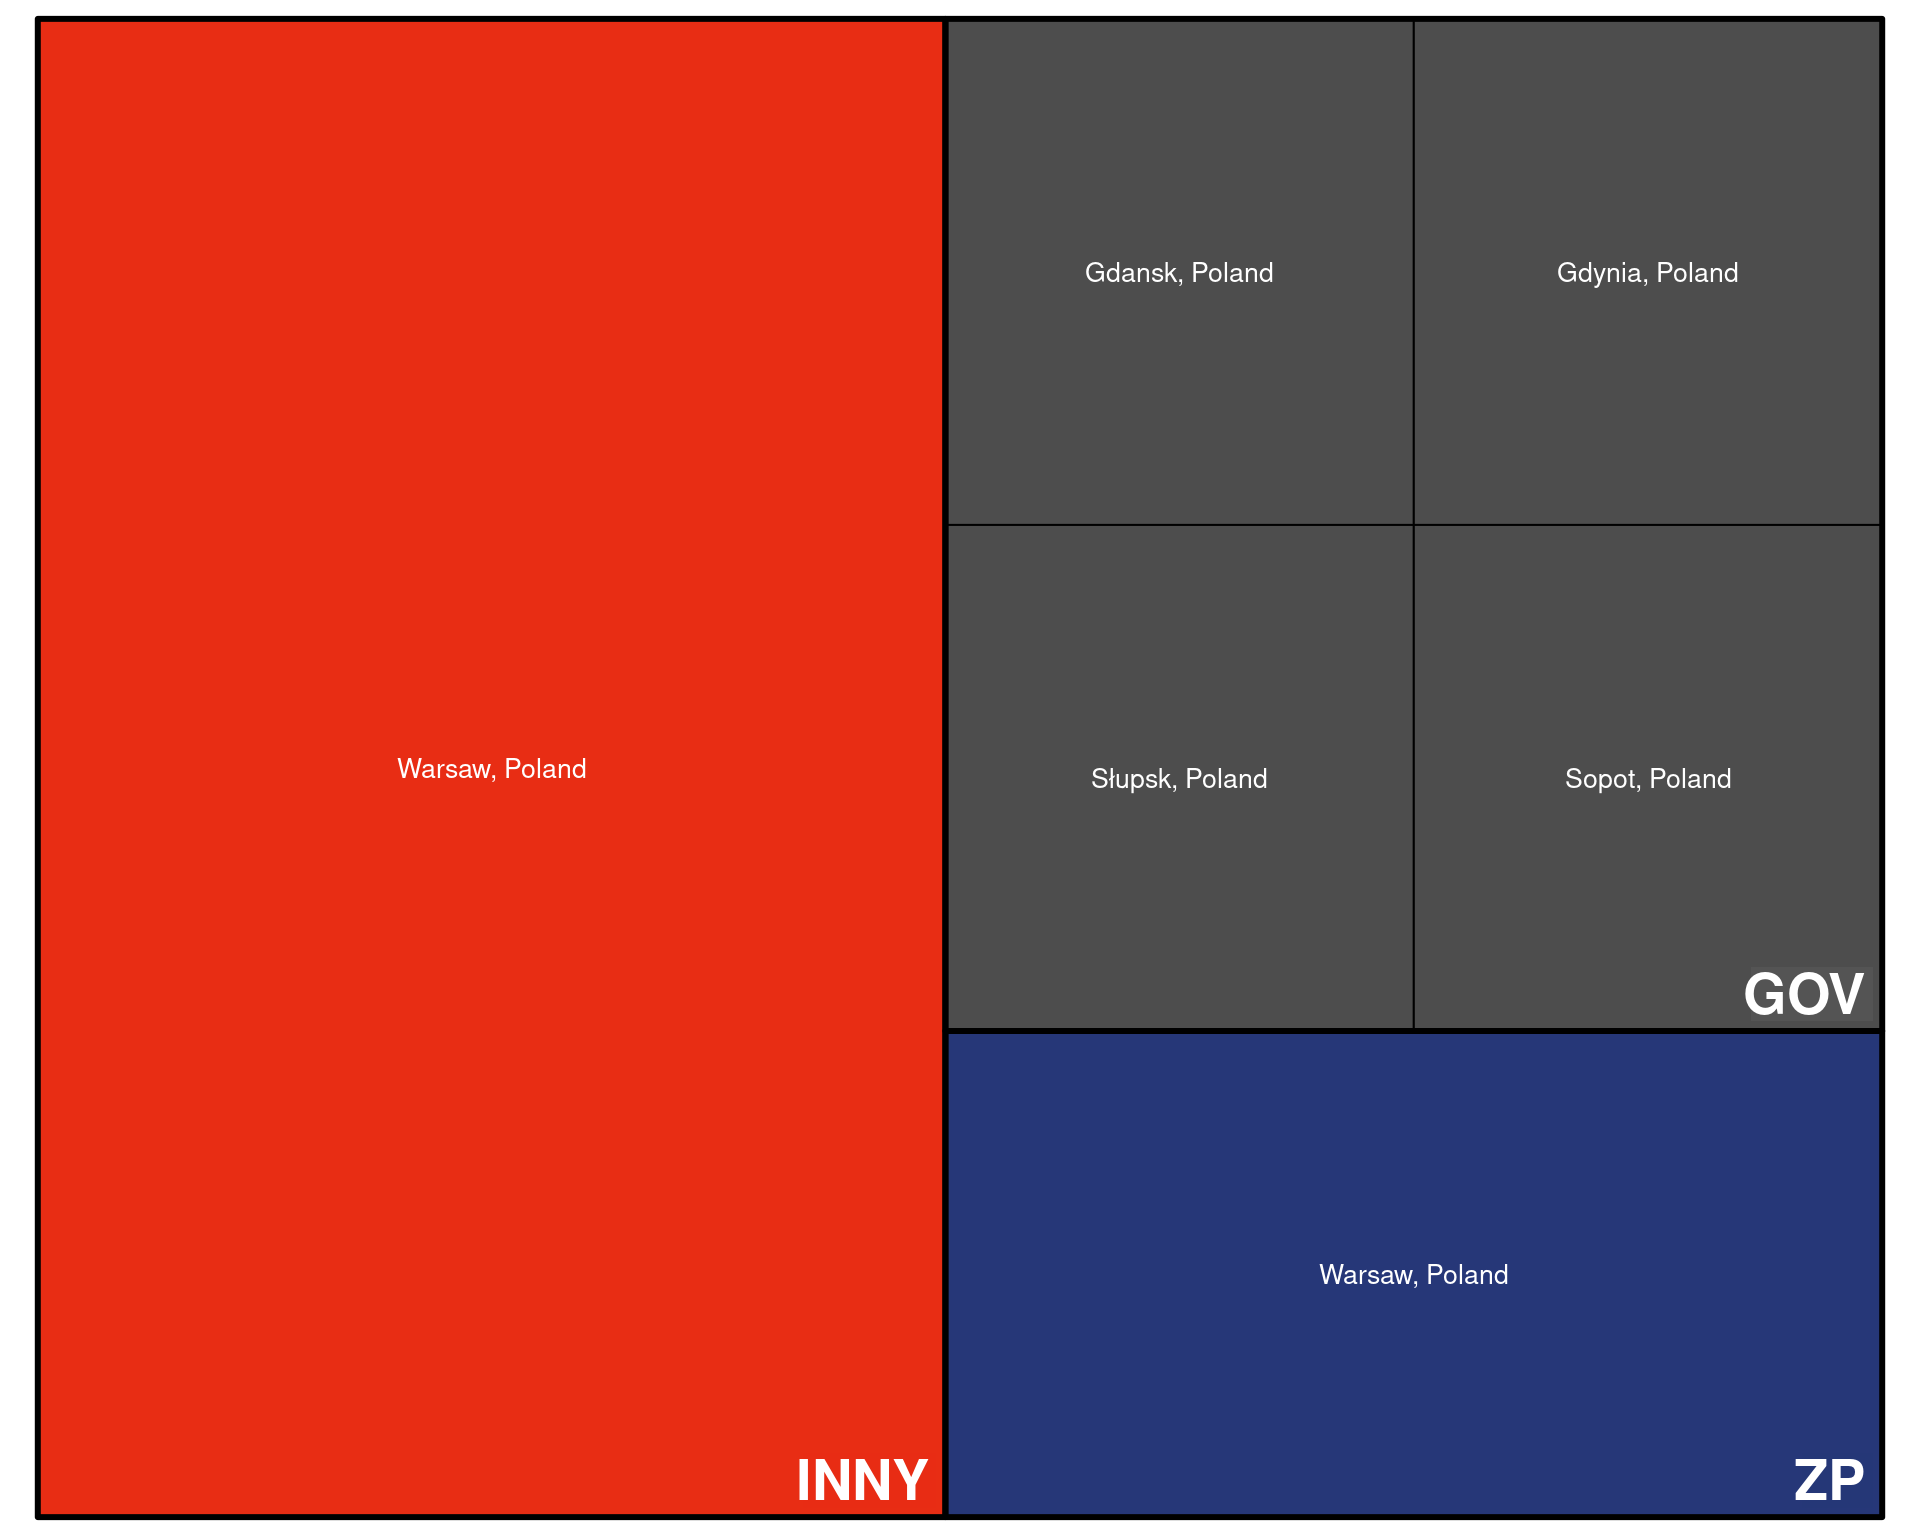 Warsaw, Poland
INNY
Gdansk, Poland
Gdynia, Poland
Słupsk, Poland
Sopot, Poland
GOV
Warsaw, Poland
ZP